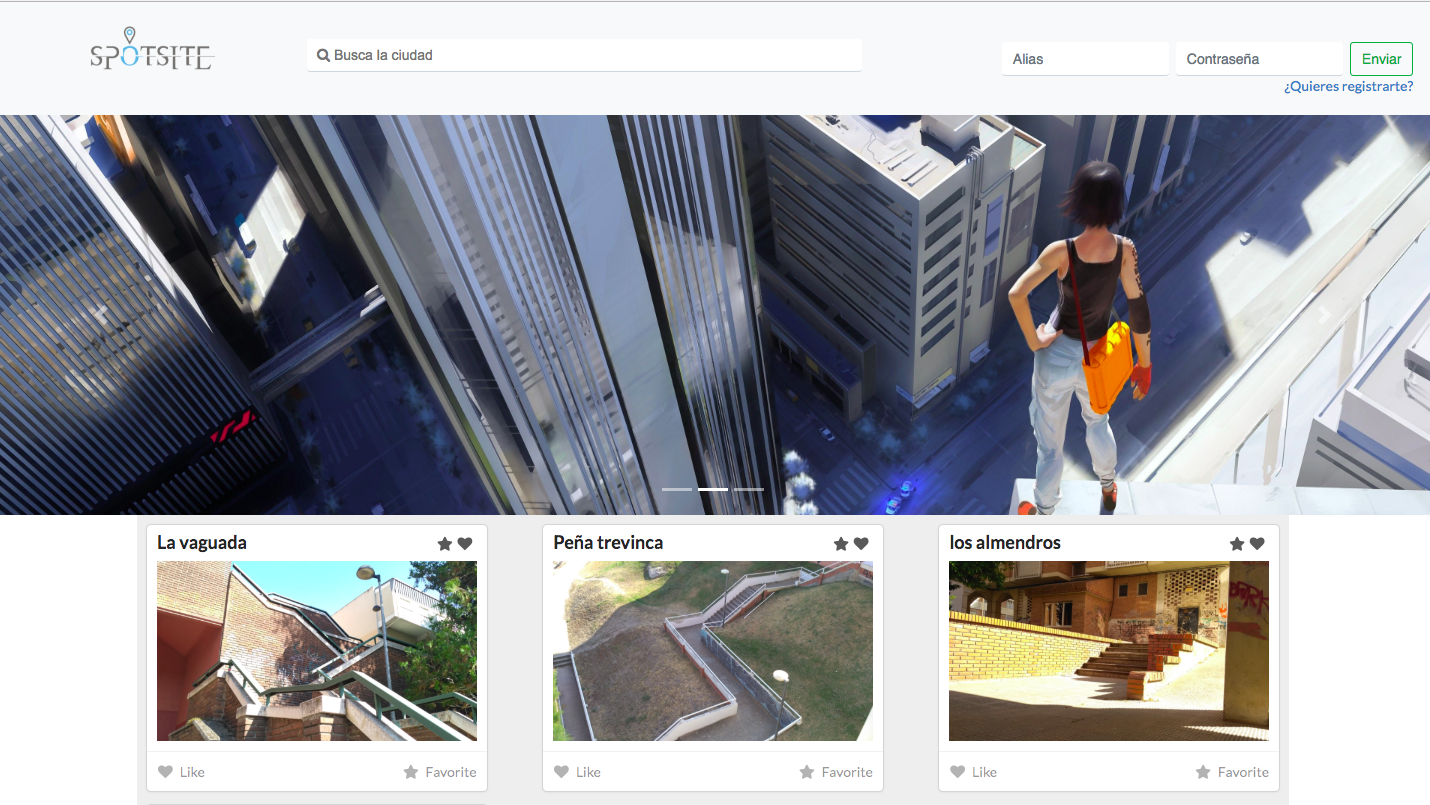 SPOTSITE
Busca la ciudad
Alias
Contraseña
Enviar
¿Quieres registrarte?
La vaguada
Peña trevinca
los almendros
Like
Favorite
Like
Favorite
Like
Favorite